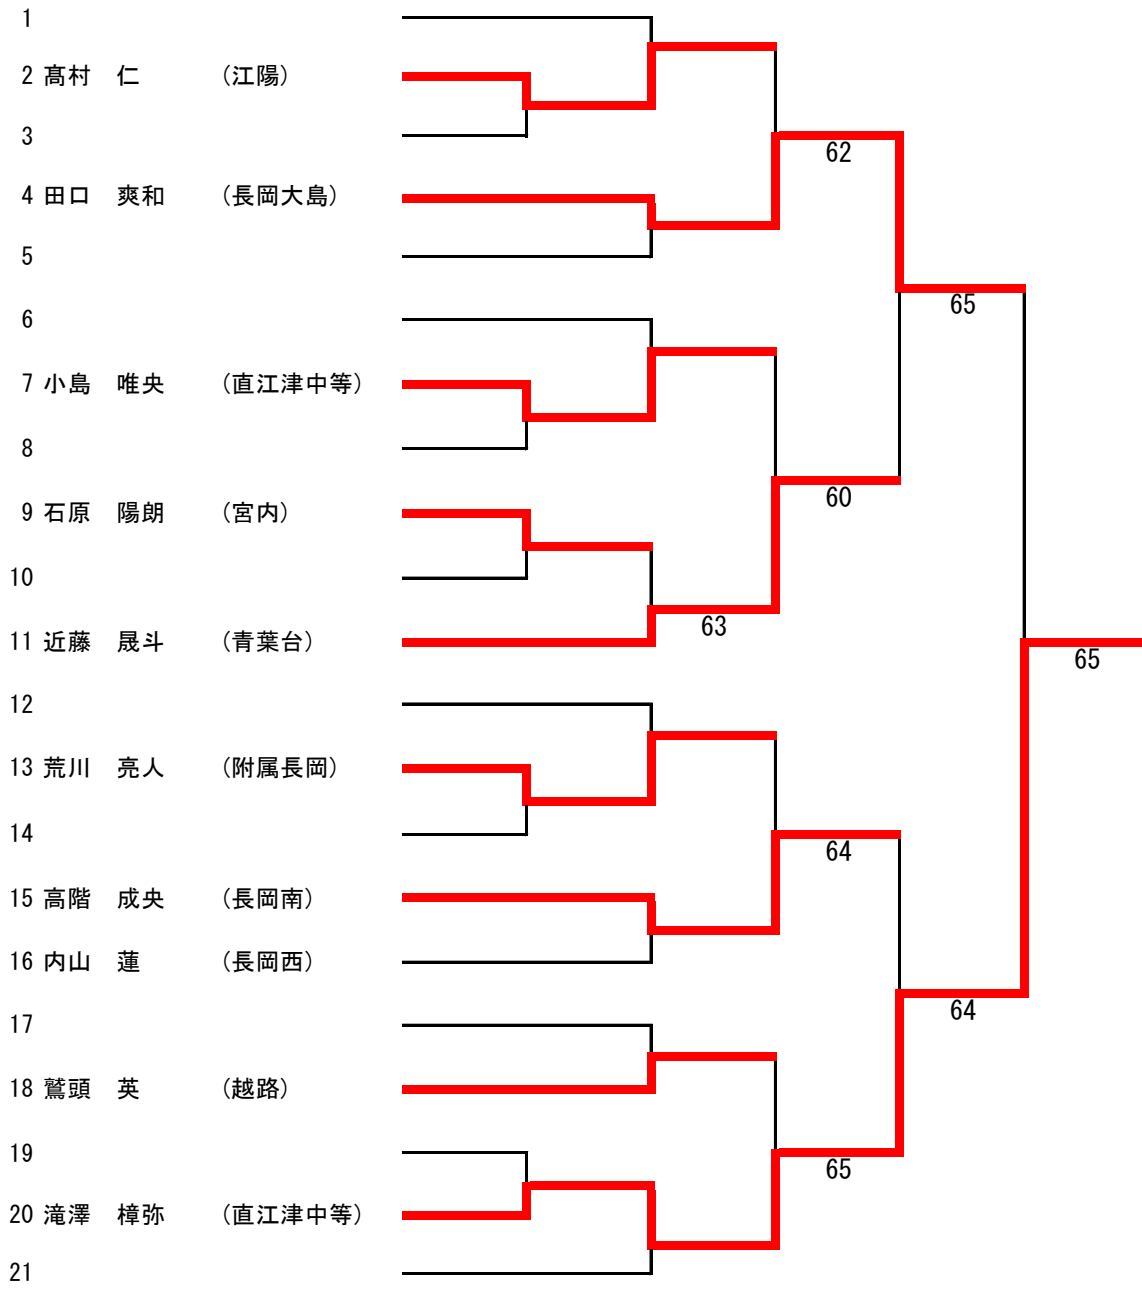 1
2 髙村 仁 (江陽)
3
62
4 田口 爽和 (長岡大島)
5
65
6
7 小島 唯央 (直江津中等)
8
60
9 石原 陽朗 (宮内)
10
63
11 近藤 晟斗 (青葉台)
65
12
13 荒川 亮人 (附属長岡)
14
64
15 高階 成央 (長岡南)
16 内山 蓮 (長岡西)
64
17
18 鷲頭 英 (越路)
19
65
20 滝澤 樟弥 (直江津中等)
21